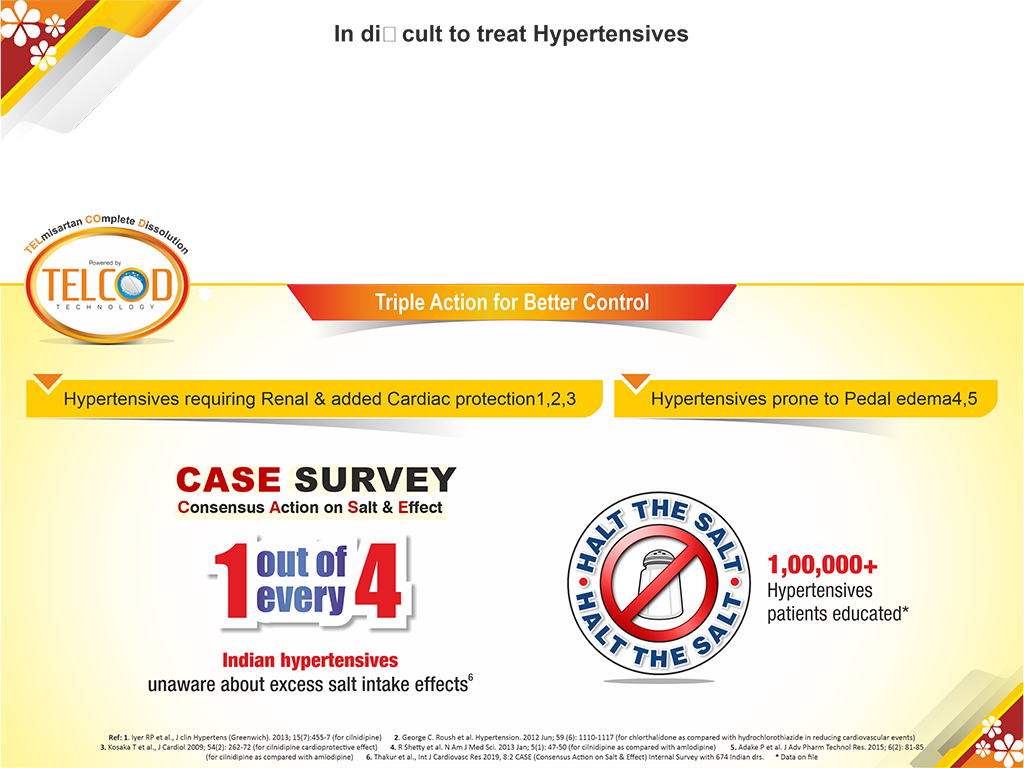 In di□ cult to treat Hypertensives
TELmisartan COmplete Dissolution
Powered by
TELCOD
TECHNOLOGY
Triple Action for Better Control
Hypertensives requiring Renal & added Cardiac protection1,2,3
Hypertensives prone to Pedal edema4,5
CASE SURVEY
Consensus Action on Salt & Effect
1 out of every 4
Indian hypertensives
unaware about excess salt intake effects6
HALT THE SALT
HALT THE SALT
1,00,000+
Hypertensives
patients educated*
Ref: 1. Iyer RP et al., J clin Hypertens (Greenwich). 2013; 15(7):455-7 (for cilnidipine) 2. George C. Roush et al. Hypertension. 2012 Jun; 59 (6): 1110-1117 (for chlorthalidone as compared with hydrochlorothiazide in reducing cardiovascular events)
3. Kosaka T et al., J Cardiol 2009; 54(2): 262-72 (for cilnidipine cardioprotective effect) 4. R Shetty et al. N Am J Med Sci. 2013 Jan; 5(1): 47-50 (for cilnidipine as compared with amlodipine) 5. Adake P et al. J Adv Pharm Technol Res. 2015; 6(2): 81-85
(for cilnidipine as compared with amlodipine) 6. Thakur et al., Int J Cardiovasc Res 2019, 8:2 CASE (Consensus Action on Salt & Effect) Internal Survey with 674 Indian drs. * Data on file